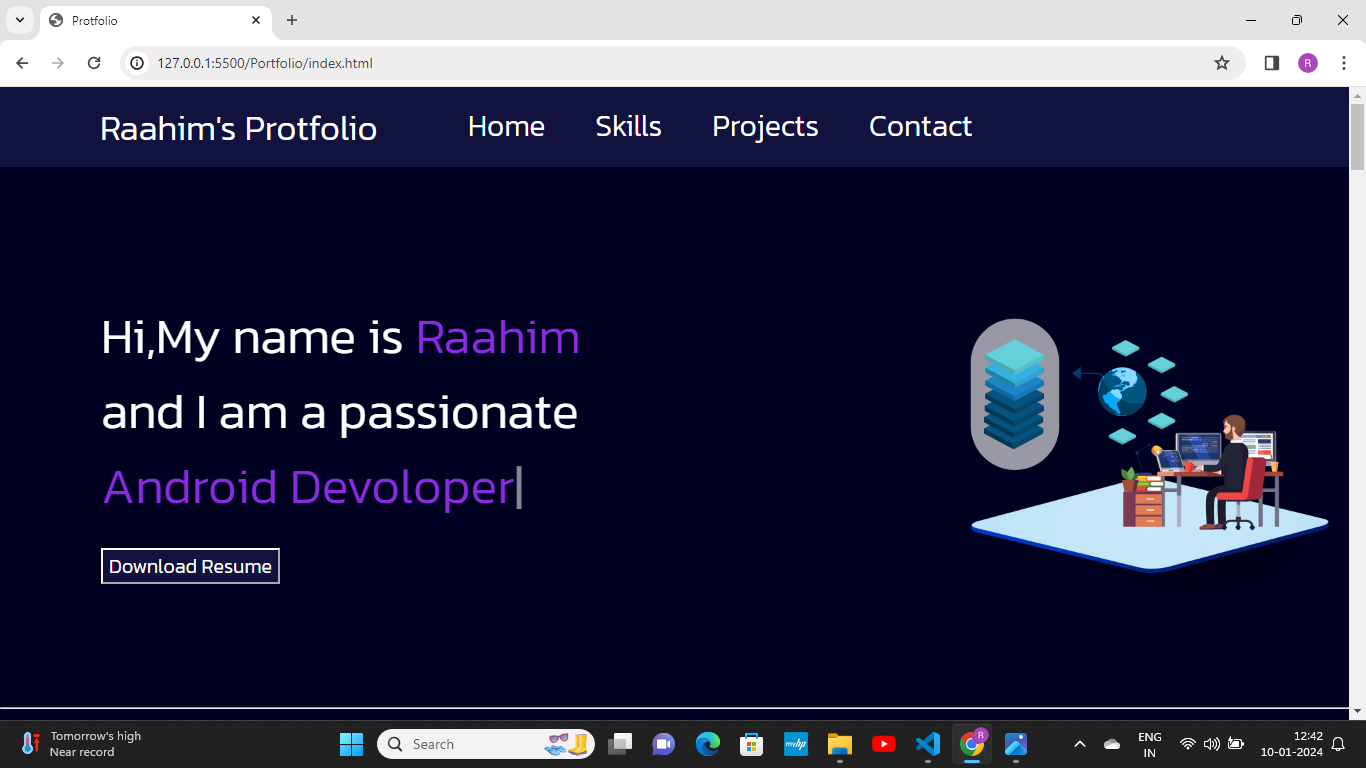 Protfolio
127.0.0.1:5500/Portfolio/index.html
R
Raahim's Protfolio Home Skills Projects Contact
Hi,My name is Raahim
and I am a passionate
Android Devoloper|
Download Resume
Tomorrow's high
Near record
Search
myhp
R
ENG
IN
12:42
10-01-2024